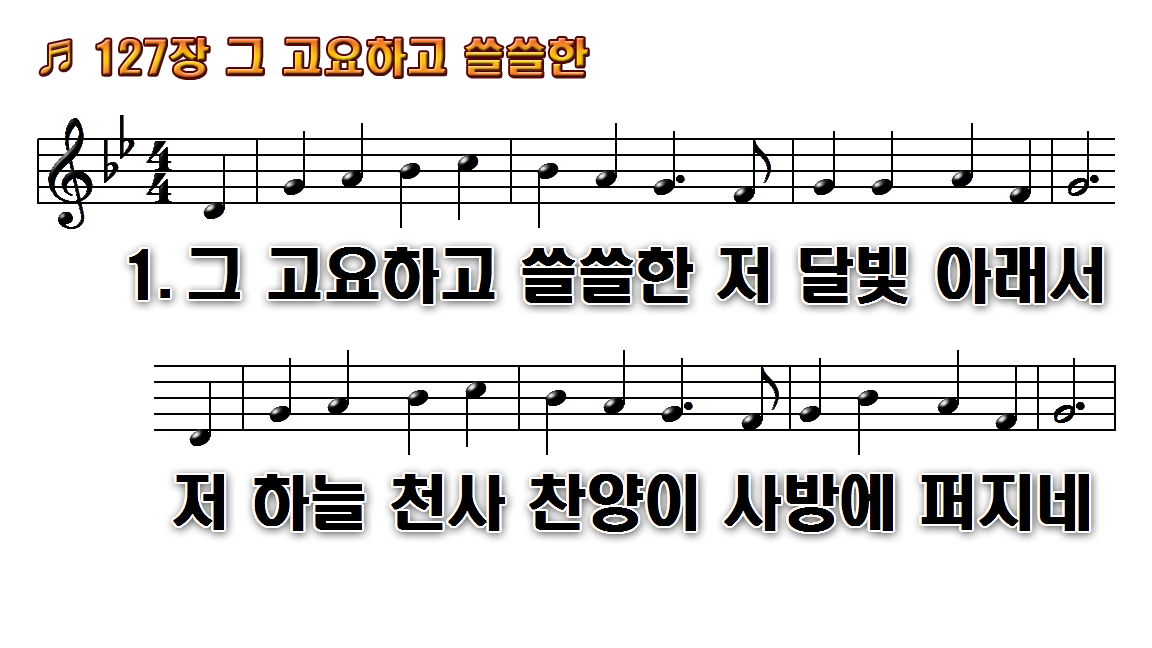 ♬ 127장 그 고요하고 쓸쓸한
4
4
1. 그 고요하고 쓸쓸한 저 달빛 아래서
저 하늘 천사 찬양이 사방에 퍼지네